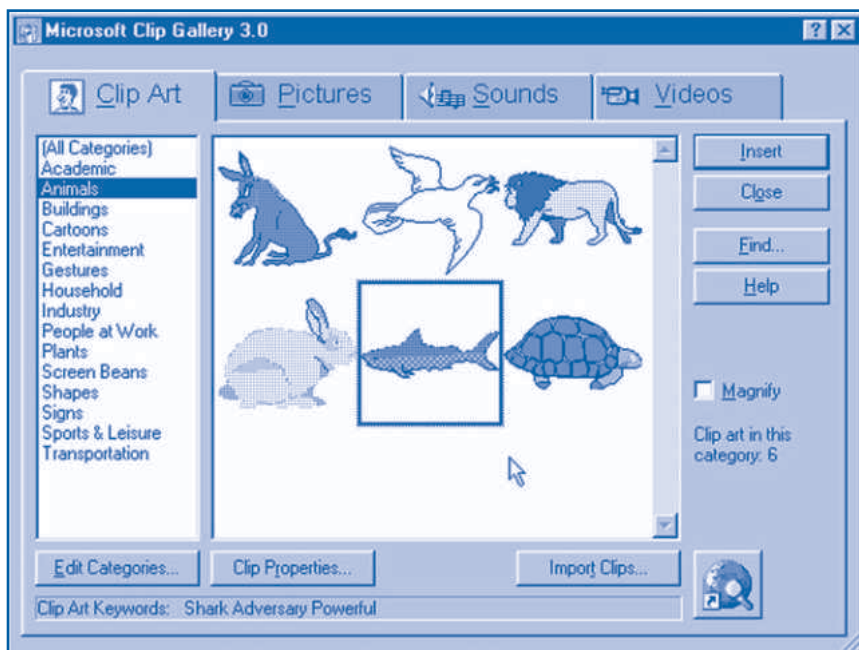 Microsoft Clip Gallery 3.0
Clip Art
Pictures
Sounds
Videos
(All Categories)
Academic
Animals
Buildings
Cartoons
Entertainment
Gestures
Household
Industry
People at Work
Plants
Screen Beans
Shapes
Signs
Sports & Leisure
Transportation
Insert
Close
Find...
Help
Magnify
Clip art in this
category: 6
Edit Categories...
Clip Properties...
Import Clips...
Clip Art Keywords: Shark Adversary Powerful